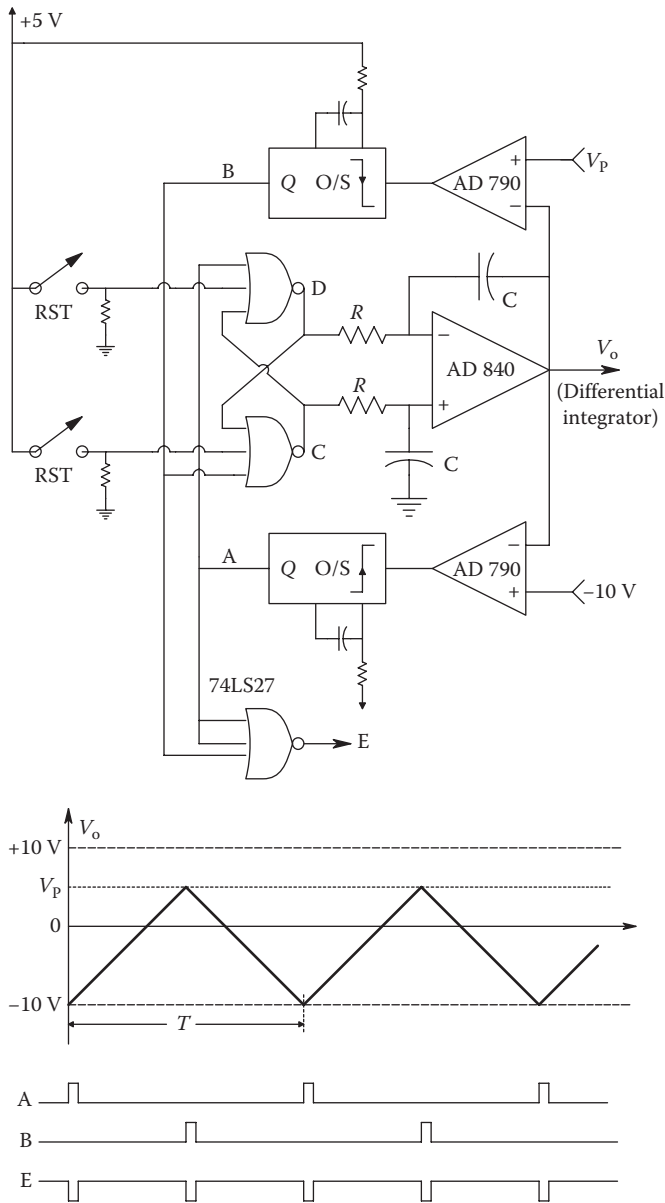 +5 V
B
Q O/S
AD 790
+
−
V_P
RST
D
R
C
−
AD 840
+
V_o
(Differential
integrator)
R
RST
C
C
A
Q O/S
AD 790
−
+
−10 V
74LS27
E
V_o
+10 V
V_P
0
−10 V
T
A
B
E